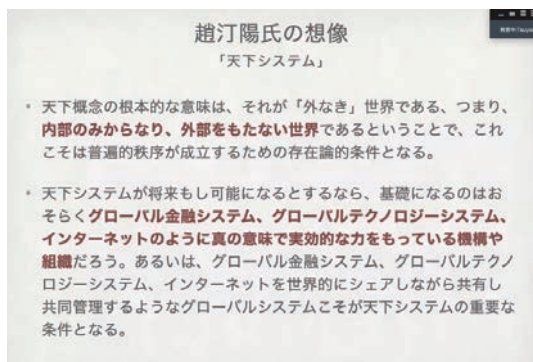 趙汀陽氏の想像
「天下システム」
• 天下概念の根本的な意味は、それが「外なき」世界である、つまり、
内部のみからなり、外部をもたない世界であるということで、これ
こそは普遍的秩序が成立するための存在論的条件となる。
• 天下システムが将来もし可能になるとするなら、基礎になるのはお
そらくグローバル金融システム、グローバルテクノロジーシステム、
インターネットのように真の意味で実効的な力をもっている機構や
組織だろう。あるいは、グローバル金融システム、グローバルテクノ
ロジーシステム、インターネットを世界的にシェアしながら共有し
共同管理するようなグローバルシステムこそが天下システムの重要な
条件となる。